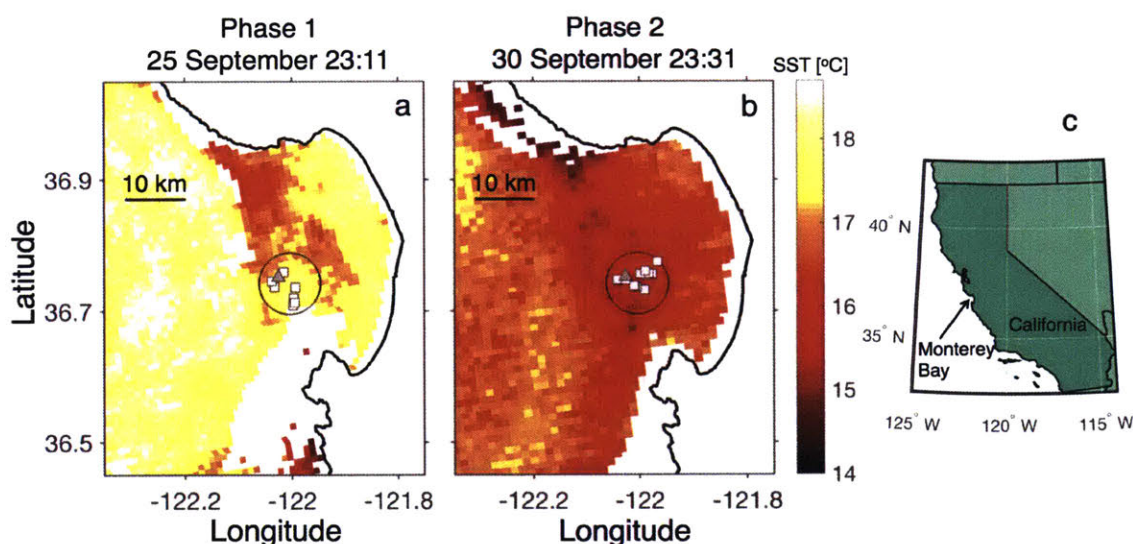 Phase 1
25 September 23:11
Phase 2
30 September 23:31
SST [°C]
a
b
c
10 km
10 km
36.9
36.7
36.5
Latitude
-122.2
-122
-121.8
Longitude
-122.2
-122
-121.8
Longitude
18
17
16
15
14
40° N
35° N
California
Monterey
Bay
125° W
120° W
115° W